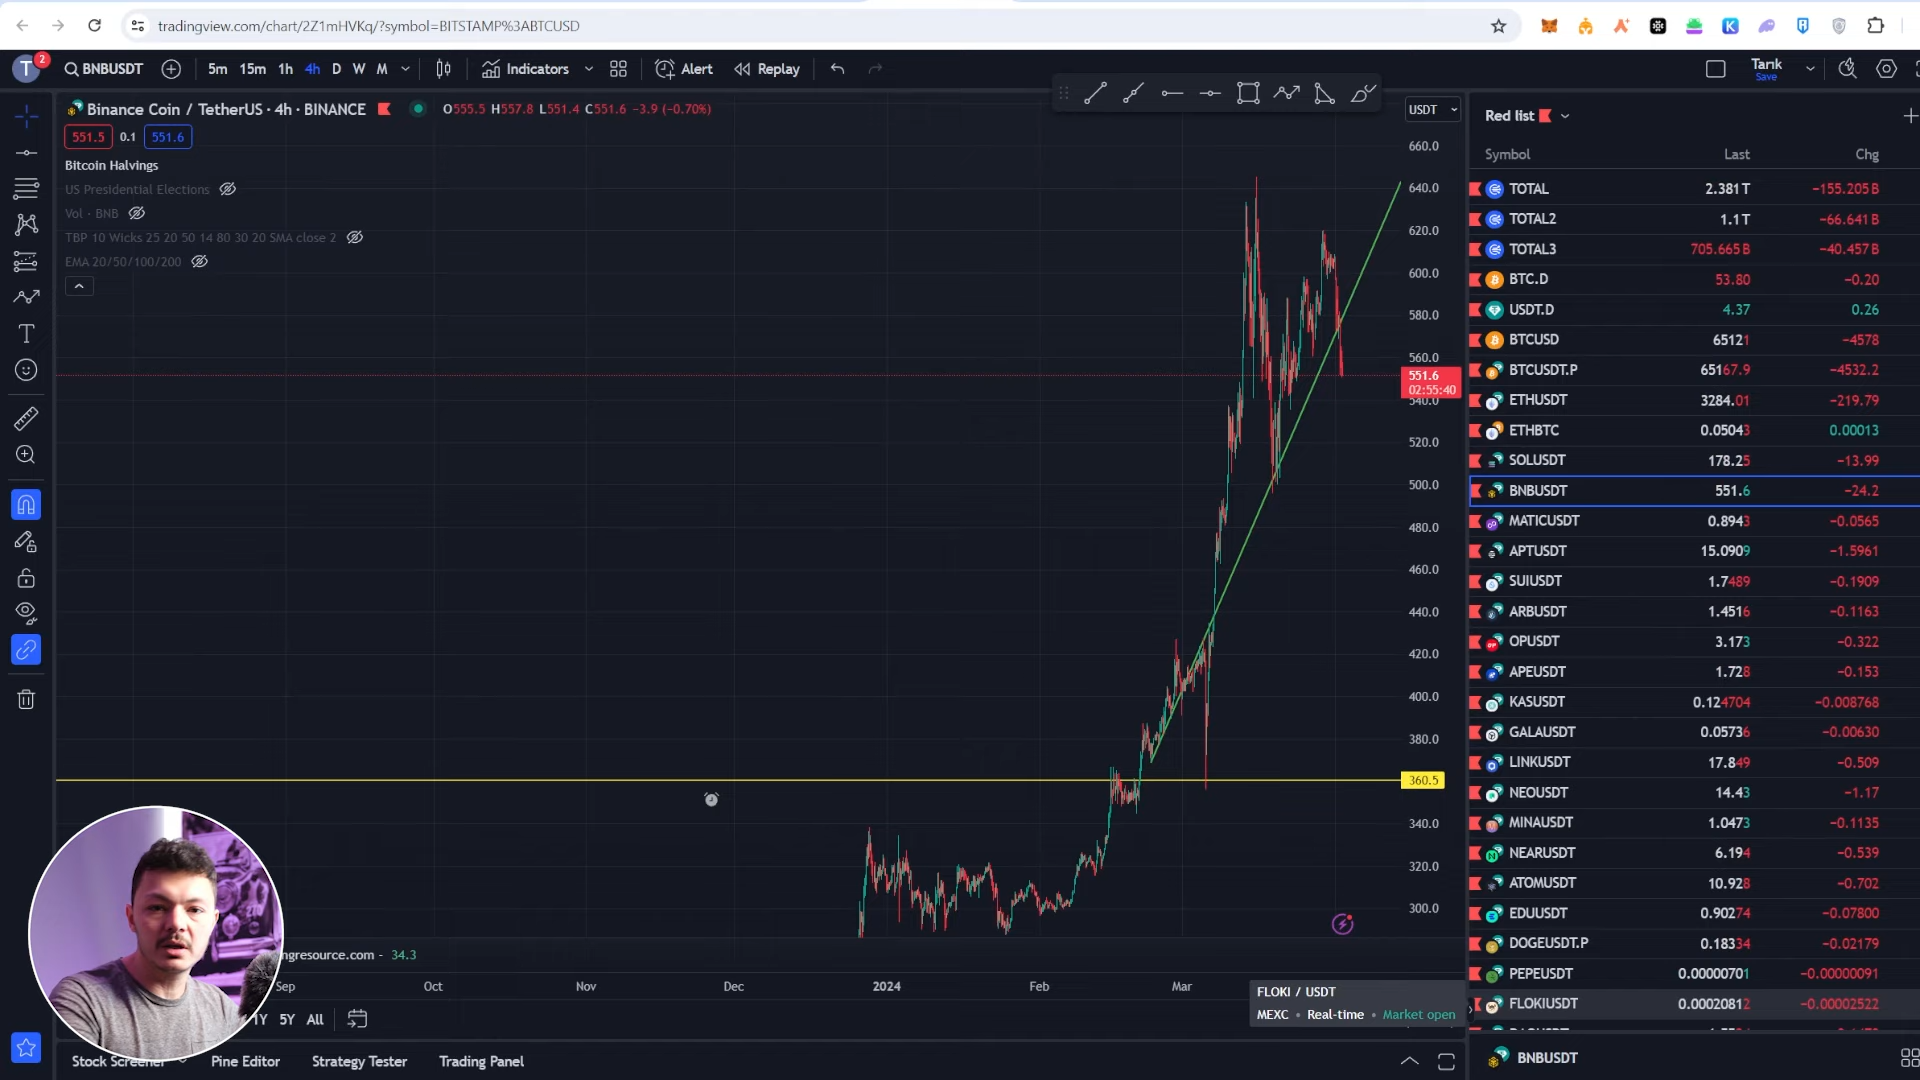 tradingview.com/chart/2Z1mHVKq/?symbol=BITSTAMP%3ABTCUSD
T 2 BNBUSDT 5m 15m 1h 4h D W M Indicators Alert Replay Tarık
Save
Binance Coin / TetherUS · 4h · BINANCE O555.5 H557.8 L551.4 C551.6 −3.9 (−0.70%)
551.5 0.1 551.6
Bitcoin Halvings
US Presidential Elections
Vol · BNB
TBP 10 Wicks 25 20 50 14 80 30 20 SMA close 2
EMA 20/50/100/200
USDT
660.0
640.0
620.0
600.0
580.0
560.0
551.6
02:55:40
540.0
520.0
500.0
480.0
460.0
440.0
420.0
400.0
380.0
360.5
340.0
320.0
300.0
ngresource.com - 34.3
Sep Oct Nov Dec 2024 Feb Mar
1Y 5Y All
FLOKI / USDT
MEXC • Real-time • Market open
Stock Screener Pine Editor Strategy Tester Trading Panel
Red list
Symbol Last Chg
TOTAL 2.381T −155.205B
TOTAL2 1.1T −66.641B
TOTAL3 705.665B −40.457B
BTC.D 53.80 −0.20
USDT.D 4.37 0.26
BTCUSD 65121 −4578
BTCUSDT.P 65167.9 −4532.2
ETHUSDT 3284.01 −219.79
ETHBTC 0.05043 0.00013
SOLUSDT 178.25 −13.99
BNBUSDT 551.6 −24.2
MATICUSDT 0.8943 −0.0565
APTUSDT 15.0909 −1.5961
SUIUSDT 1.7489 −0.1909
ARBUSDT 1.4516 −0.1163
OPUSDT 3.173 −0.322
APEUSDT 1.728 −0.153
KASUSDT 0.124704 −0.008768
GALAUSDT 0.05736 −0.00630
LINKUSDT 17.849 −0.509
NEOUSDT 14.43 −1.17
MINAUSDT 1.0473 −0.1135
NEARUSDT 6.194 −0.539
ATOMUSDT 10.928 −0.702
EDUUSDT 0.90274 −0.07800
DOGEUSDT.P 0.18334 −0.02179
PEPEUSDT 0.00000701 −0.00000091
FLOKIUSDT 0.00020812 −0.00002522
BNBUSDT